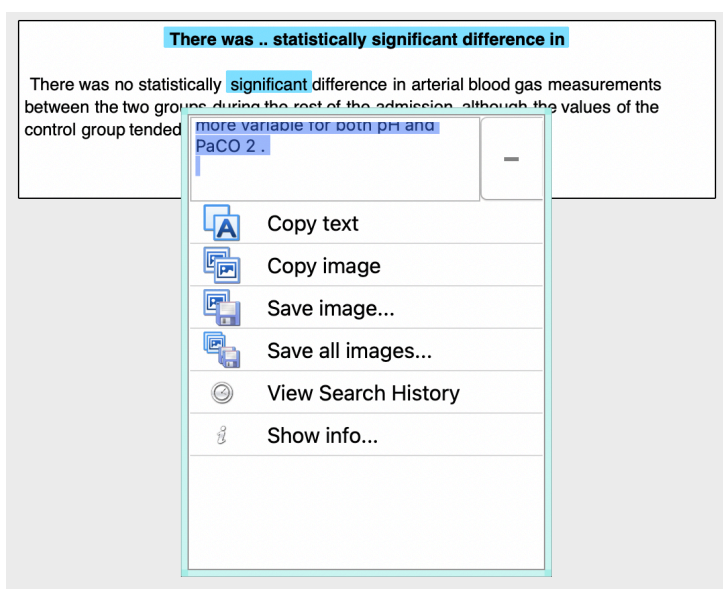 There was .. statistically significant difference in
There was no statistically significant difference in arterial blood gas measurements
between the two groups during the rest of the admission, although the values of the
control group tended
more variable for both pH and
PaCO 2 .
Copy text
Copy image
Save image...
Save all images...
View Search History
Show info...